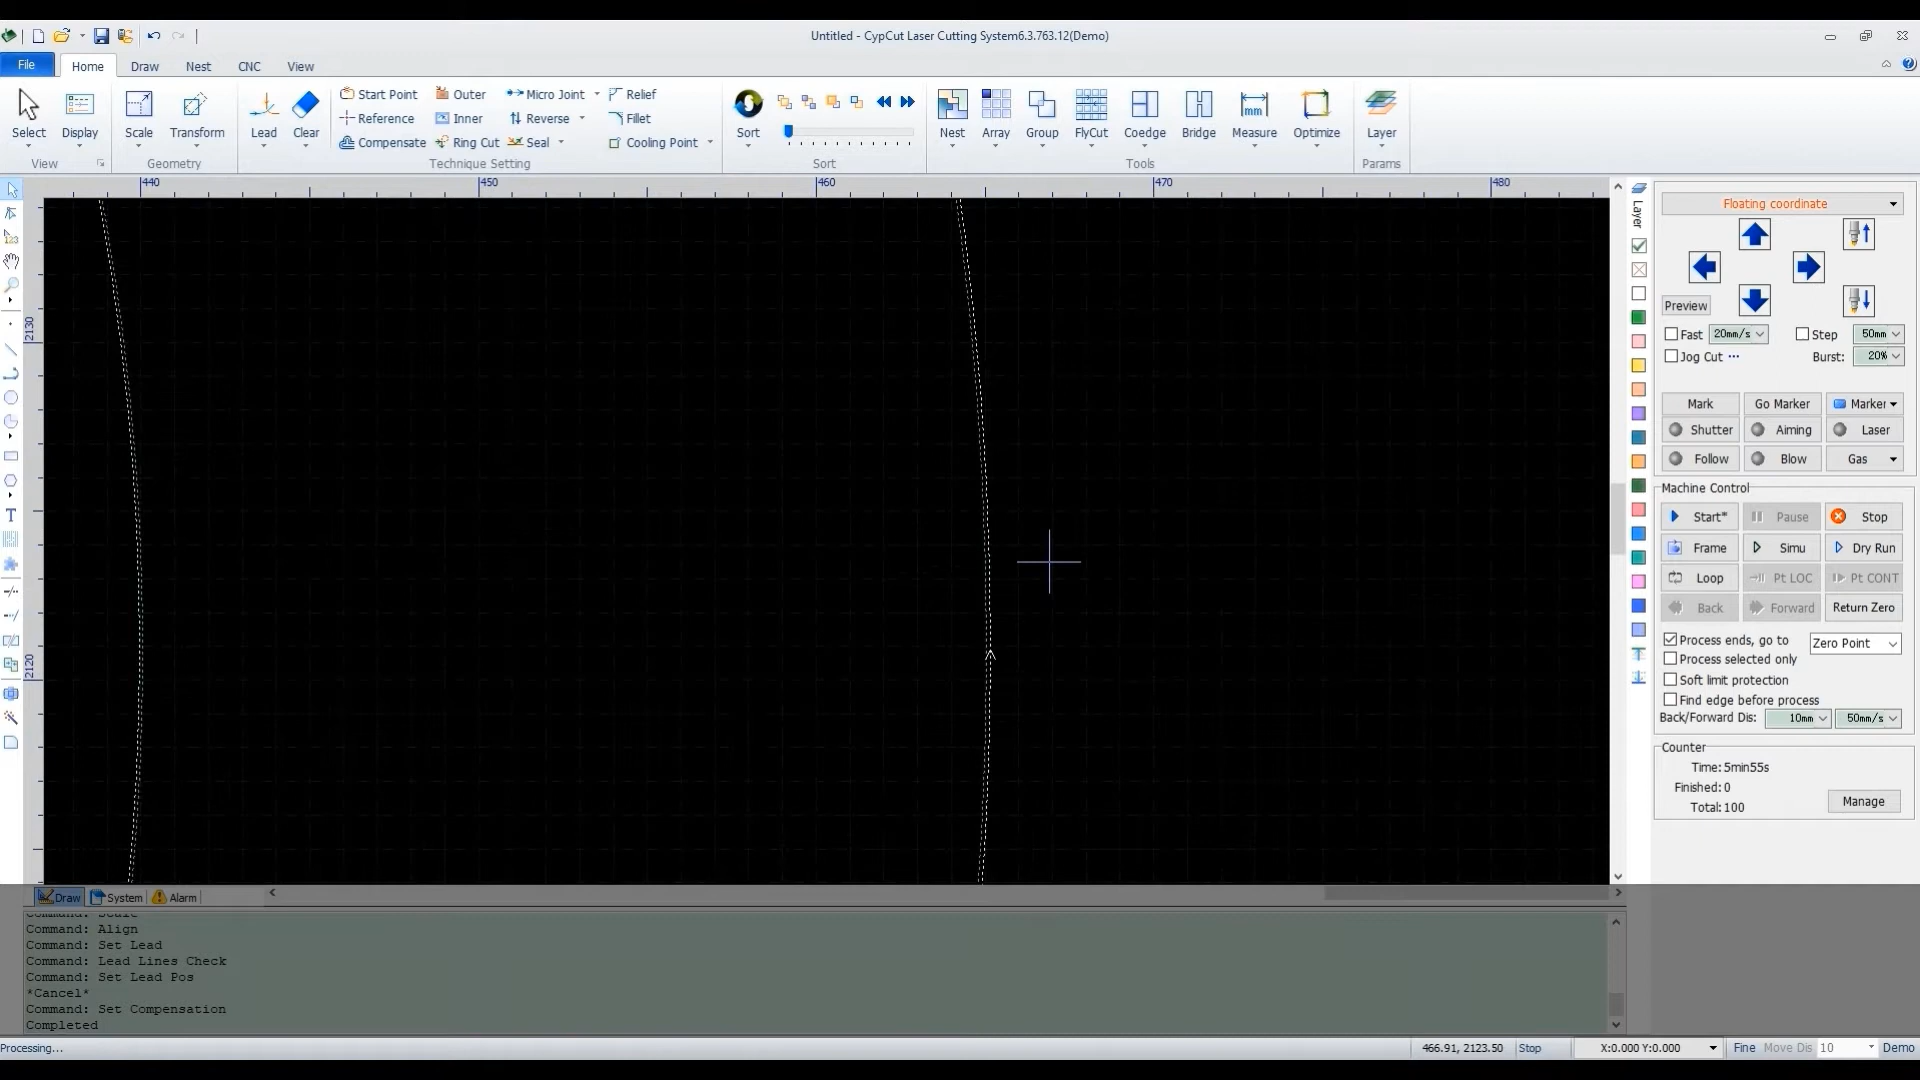 Untitled - CypCut Laser Cutting System6.3.763.12(Demo)
File Home Draw Nest CNC View
Select Display Scale Transform Lead Clear
Start Point Outer Micro Joint Relief
Reference Inner Reverse Fillet
Compensate Ring Cut Seal Cooling Point
Sort Nest Array Group FlyCut Coedge Bridge Measure Optimize Layer
View Geometry Technique Setting Sort Tools Params
440 450 460 470 480
2130
2120
Layer
Floating coordinate
Preview
Fast 20mm/s Step 50mm
Jog Cut ••• Burst: 20%
Mark Go Marker Marker
Shutter Aiming Laser
Follow Blow Gas
Machine Control
Start* Pause Stop
Frame Simu Dry Run
Loop Pt LOC Pt CONT
Back Forward Return Zero
Process ends, go to Zero Point
Process selected only
Soft limit protection
Find edge before process
Back/Forward Dis: 10mm 50mm/s
Counter
Time:5min55s
Finished:0
Total:100
Manage
Draw System Alarm
Command: Scale
Command: Align
Command: Set Lead
Command: Lead Lines Check
Command: Set Lead Pos
*Cancel*
Command: Set Compensation
Completed
Processing... 466.91, 2123.50 Stop X:0.000 Y:0.000 Fine Move Dis 10 Demo